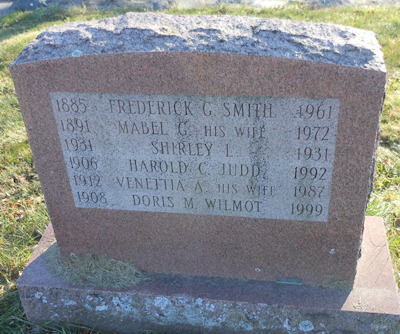 1885 FREDERICK G. SMITH 1961
1891 MABEL G. HIS WIFE 1972
1931 SHIRLEY L. 1931
1906 HAROLD C. JUDD 1992
1912 VENETTIA A. HIS WIFE 1987
1908 DORIS M. WILMOT 1999